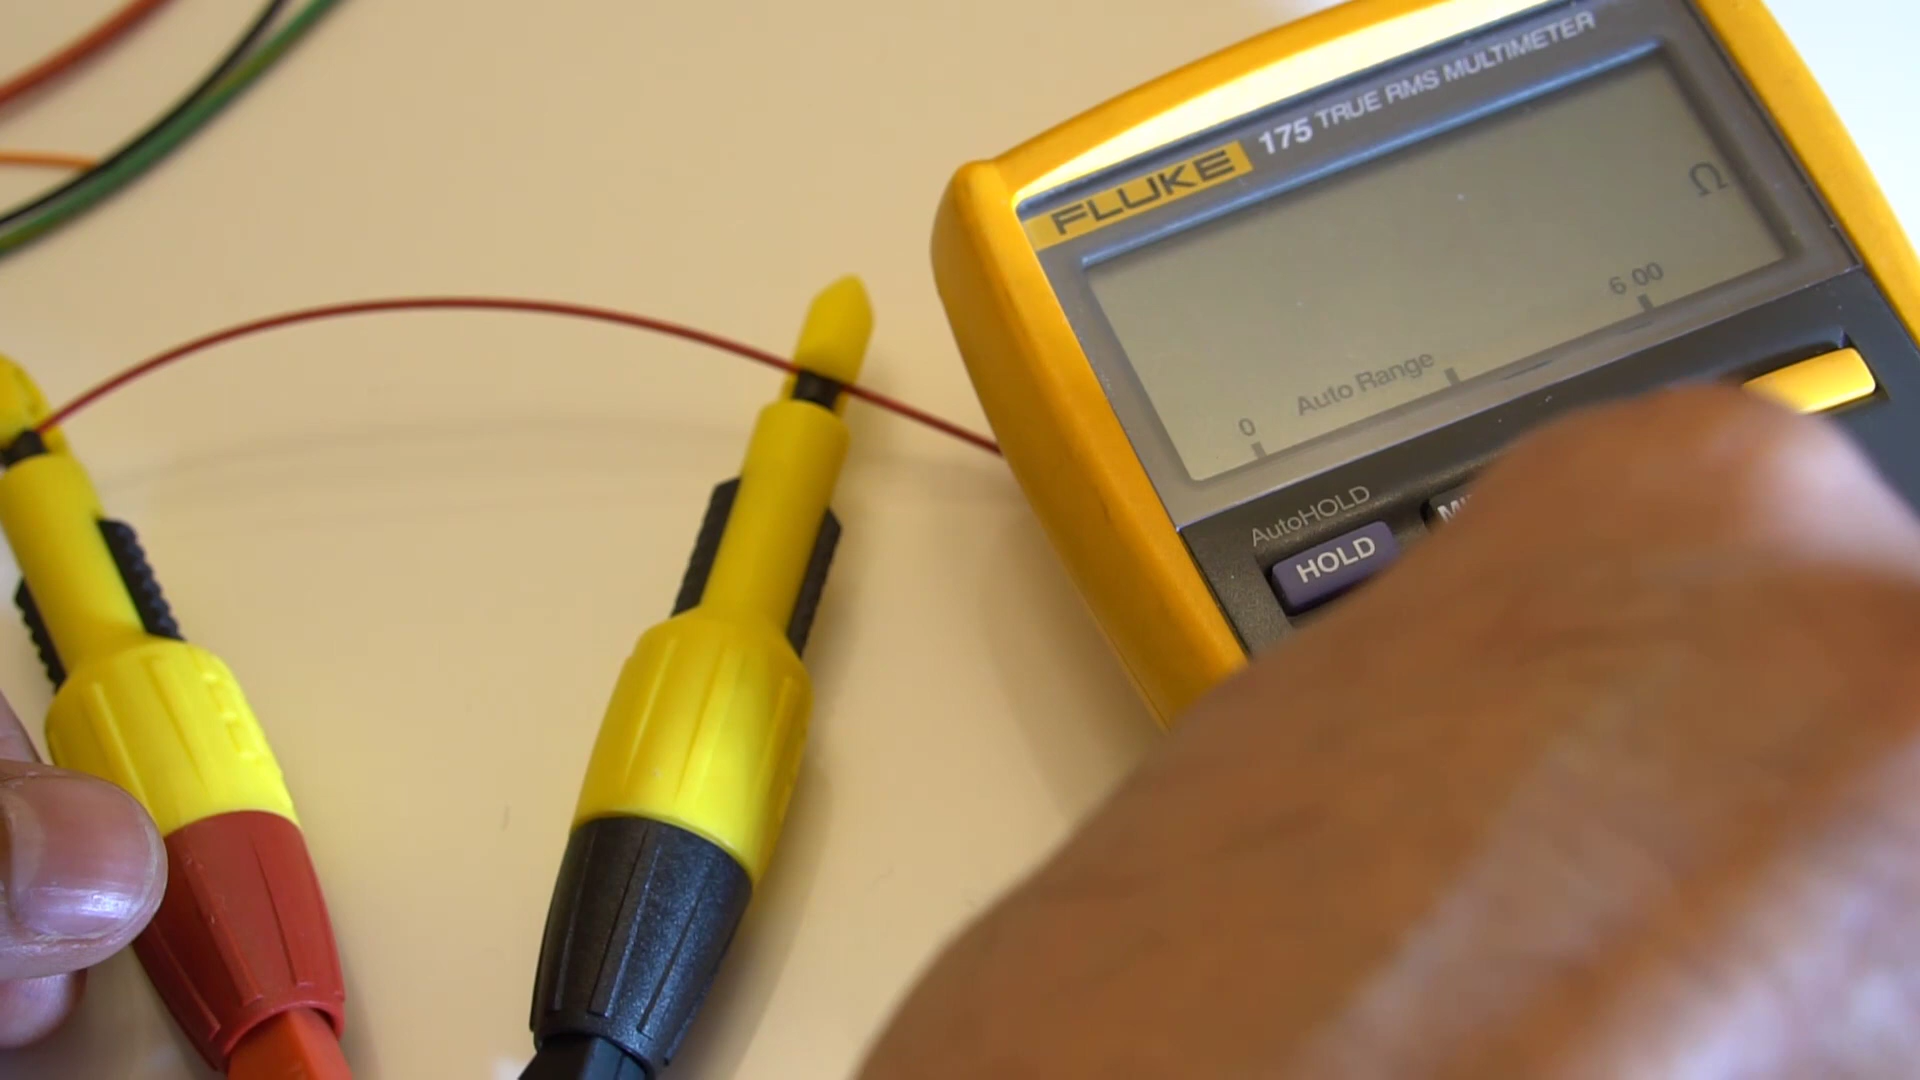 FLUKE 175 TRUE RMS MULTIMETER
Ω
6 00
Auto Range
0
AutoHOLD
HOLD